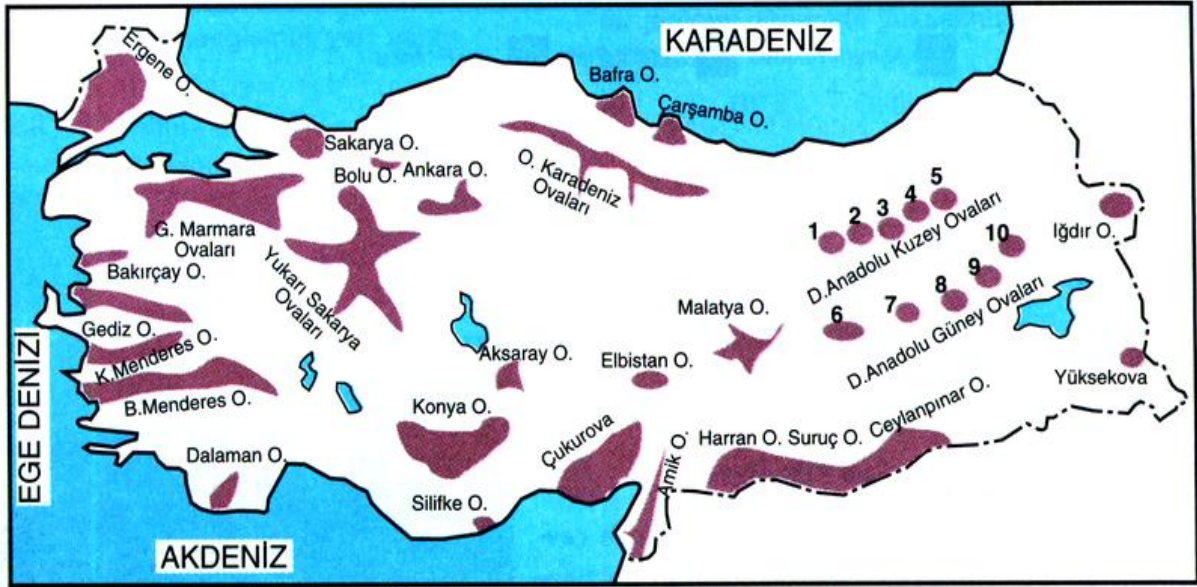 KARADENİZ
Ergene O.
Bafra O.
Çarşamba O.
Sakarya O.
Bolu O.
Ankara O.
O. Karadeniz
Ovaları
G. Marmara
Ovaları
Yukarı Sakarya
Ovaları
Bakırçay O.
Gediz O.
K.Menderes O.
B.Menderes O.
EGE DENİZİ
Dalaman O.
AKDENİZ
Konya O.
Aksaray O.
Silifke O.
Çukurova
Elbistan O.
Malatya O.
Amik O.
Harran O. Suruç O. Ceylanpınar O.
1
2
3
4
5
D.Anadolu Kuzey Ovaları
6
7
8
9
10
D.Anadolu Güney Ovaları
Iğdır O.
Yüksekova